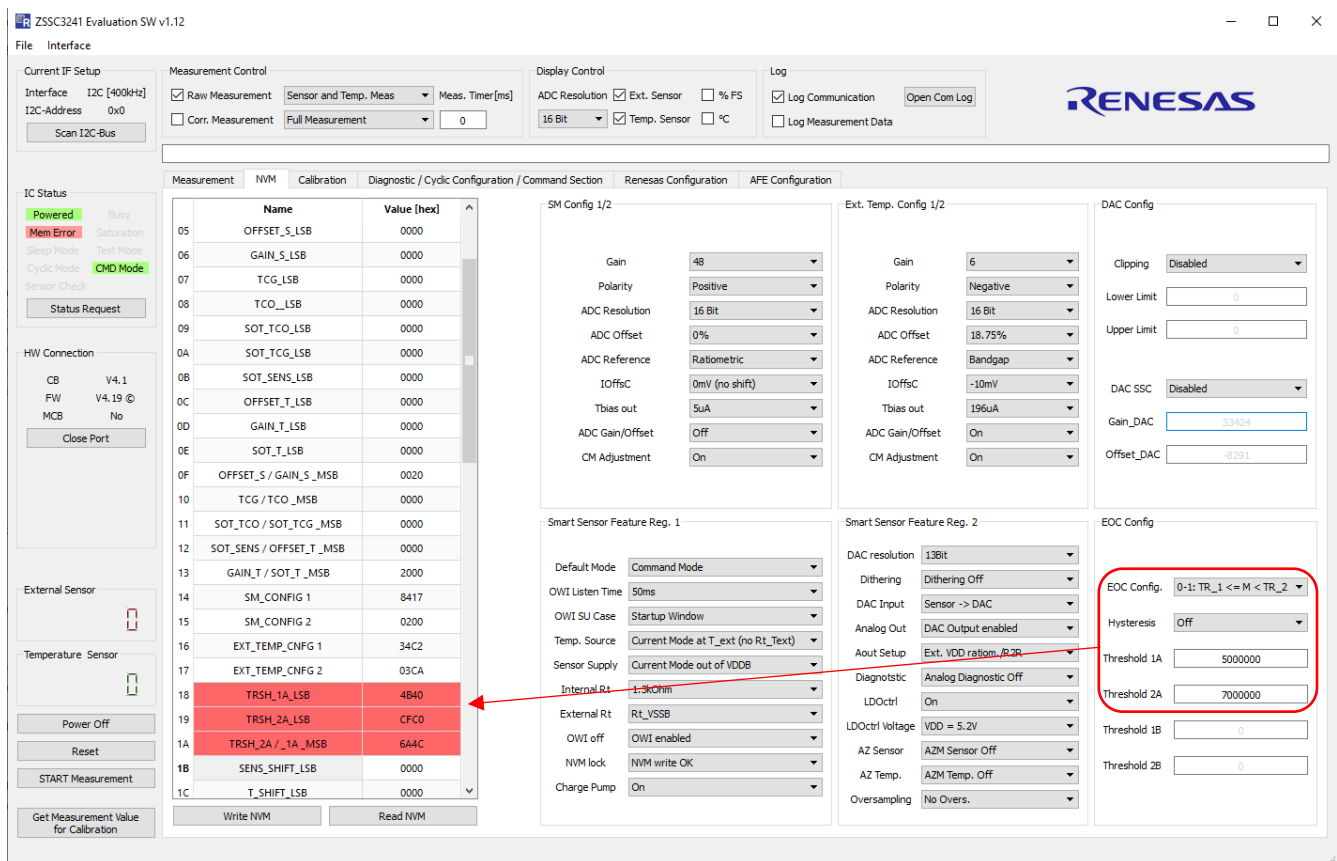 ZSSC3241 Evaluation SW v1.12
File Interface
Current IF Setup
Interface I2C [400kHz]
I2C-Address 0x0
Scan I2C-Bus
Measurement Control
Raw Measurement Sensor and Temp. Meas Meas. Timer[ms]
Corr. Measurement Full Measurement 0
Display Control
ADC Resolution Ext. Sensor % FS
16 Bit Temp. Sensor °C
Log
Log Communication Open Com Log
Log Measurement Data
RENESAS
Measurement NVM Calibration Diagnostic / Cyclic Configuration / Command Section Renesas Configuration AFE Configuration
IC Status
Powered Busy
Mem Error Saturation
Sleep Mode Test Mode
Cyclic Mode CMD Mode
Sensor Check
Status Request
HW Connection
CB V4.1
FW V4.19 ©
MCB No
Close Port
External Sensor
0
Temperature Sensor
0
Power Off
Reset
START Measurement
Get Measurement Value
for Calibration
Name Value [hex]
05 OFFSET_S_LSB 0000
06 GAIN_S_LSB 0000
07 TCG_LSB 0000
08 TCO__LSB 0000
09 SOT_TCO_LSB 0000
0A SOT_TCG_LSB 0000
0B SOT_SENS_LSB 0000
0C OFFSET_T_LSB 0000
0D GAIN_T_LSB 0000
0E SOT_T_LSB 0000
0F OFFSET_S / GAIN_S _MSB 0020
10 TCG / TCO _MSB 0000
11 SOT_TCO / SOT_TCG _MSB 0000
12 SOT_SENS / OFFSET_T _MSB 0000
13 GAIN_T / SOT_T _MSB 2000
14 SM_CONFIG 1 8417
15 SM_CONFIG 2 0200
16 EXT_TEMP_CNFG 1 34C2
17 EXT_TEMP_CNFG 2 03CA
18 TRSH_1A_LSB 4B40
19 TRSH_2A_LSB CFC0
1A TRSH_2A / _1A _MSB 6A4C
1B SENS_SHIFT_LSB 0000
1C T_SHIFT_LSB 0000
Write NVM Read NVM
SM Config 1/2
Gain 48
Polarity Positive
ADC Resolution 16 Bit
ADC Offset 0%
ADC Reference Ratiometric
IOffsC 0mV (no shift)
Tbias out 5uA
ADC Gain/Offset Off
CM Adjustment On
Ext. Temp. Config 1/2
Gain 6
Polarity Negative
ADC Resolution 16 Bit
ADC Offset 18.75%
ADC Reference Bandgap
IOffsC -10mV
Tbias out 196uA
ADC Gain/Offset On
CM Adjustment On
DAC Config
Clipping Disabled
Lower Limit 0
Upper Limit 0
DAC SSC Disabled
Gain_DAC 33424
Offset_DAC -8291
Smart Sensor Feature Reg. 1
Default Mode Command Mode
OWI Listen Time 50ms
OWI SU Case Startup Window
Temp. Source Current Mode at T_ext (no Rt_Text)
Sensor Supply Current Mode out of VDDB
Internal Rt 1.3kOhm
External Rt Rt_VSSB
OWI off OWI enabled
NVM lock NVM write OK
Charge Pump On
Smart Sensor Feature Reg. 2
DAC resolution 13Bit
Dithering Dithering Off
DAC Input Sensor -> DAC
Analog Out DAC Output enabled
Aout Setup Ext. VDD ratiom./R2R
Diagnotstic Analog Diagnostic Off
LDOctrl On
LDOctrl Voltage VDD = 5.2V
AZ Sensor AZM Sensor Off
AZ Temp. AZM Temp. Off
Oversampling No Overs.
EOC Config
EOC Config. 0-1: TR_1 <= M < TR_2
Hysteresis Off
Threshold 1A 5000000
Threshold 2A 7000000
Threshold 1B 0
Threshold 2B 0